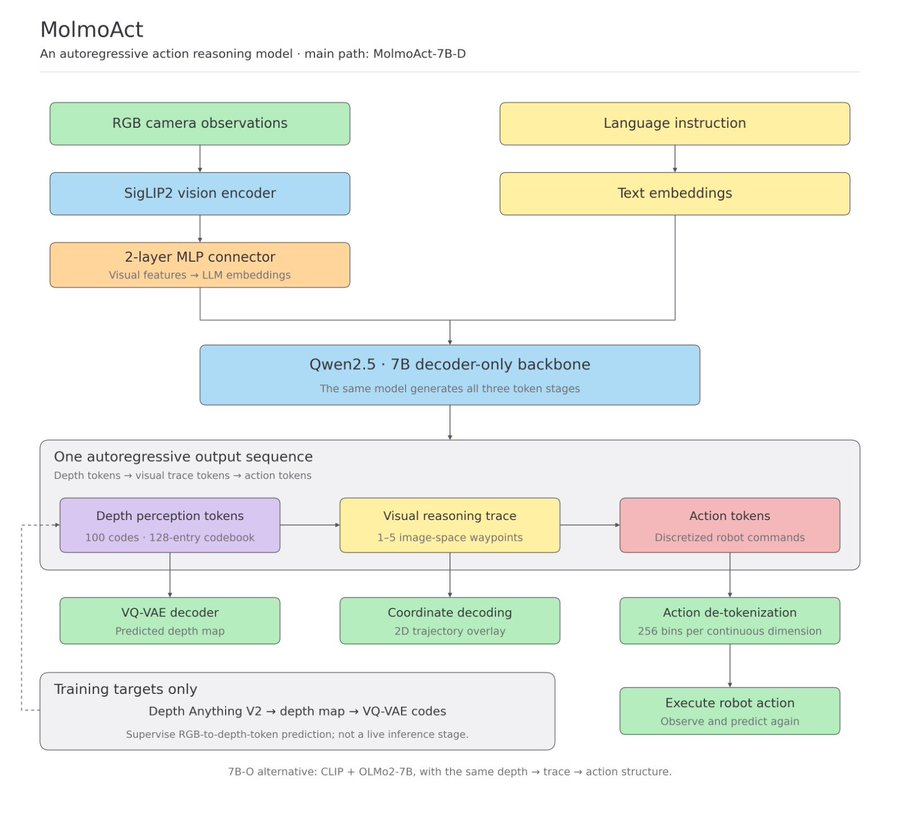 MolmoAct
An autoregressive action reasoning model · main path: MolmoAct-7B-D
RGB camera observations
Language instruction
SigLIP2 vision encoder
Text embeddings
2-layer MLP connector
Visual features → LLM embeddings
Qwen2.5 · 7B decoder-only backbone
The same model generates all three token stages
One autoregressive output sequence
Depth tokens → visual trace tokens → action tokens
Depth perception tokens
100 codes · 128-entry codebook
Visual reasoning trace
1–5 image-space waypoints
Action tokens
Discretized robot commands
VQ-VAE decoder
Predicted depth map
Coordinate decoding
2D trajectory overlay
Action de-tokenization
256 bins per continuous dimension
Training targets only
Depth Anything V2 → depth map → VQ-VAE codes
Supervise RGB-to-depth-token prediction; not a live inference stage.
Execute robot action
Observe and predict again
7B-O alternative: CLIP + OLMo2-7B, with the same depth → trace → action structure.